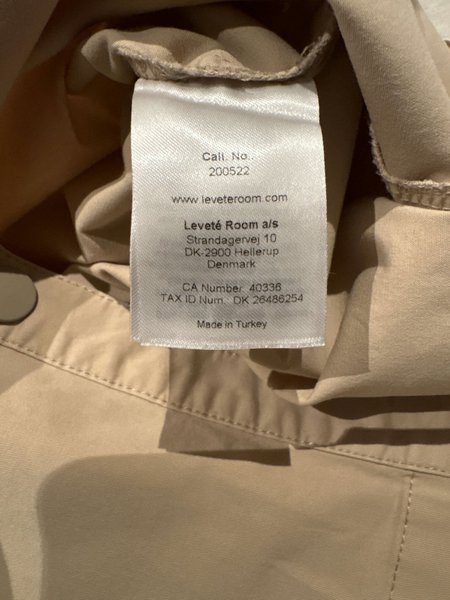 Call. No.:
200522
www.leveteroom.com
Leveté Room a/s
Strandagervej 10
DK-2900 Hellerup
Denmark
CA Number: 40336
TAX ID Num.: DK 26486254
Made in Turkey